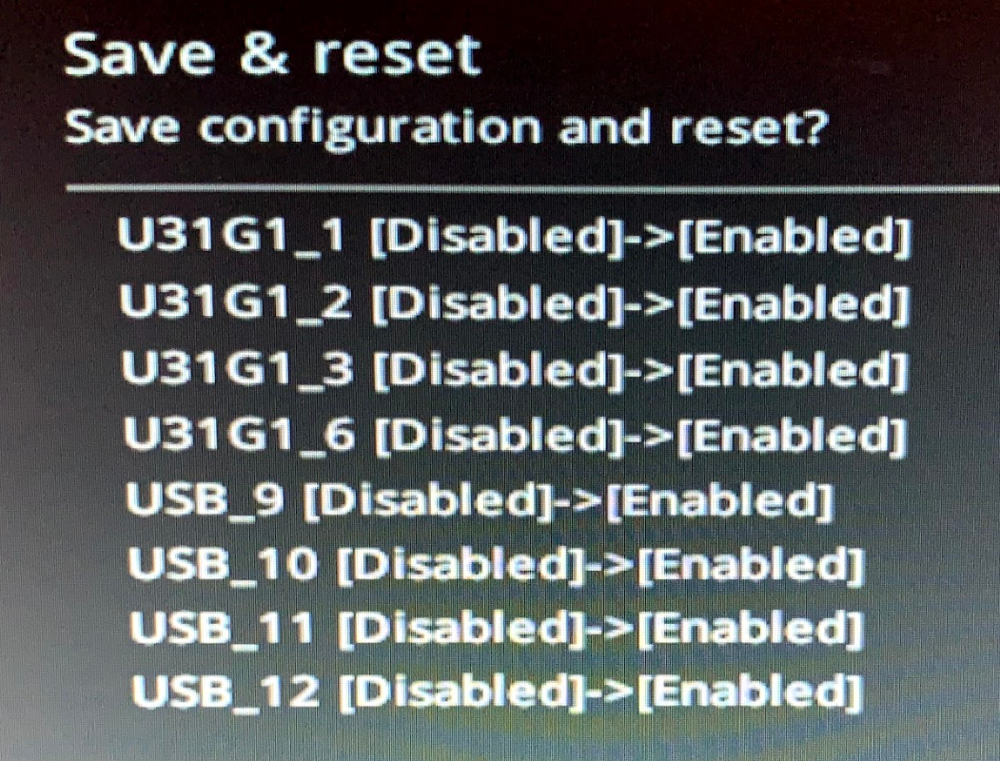 Save & reset
Save configuration and reset?
U31G1_1 [Disabled]->[Enabled]
U31G1_2 [Disabled]->[Enabled]
U31G1_3 [Disabled]->[Enabled]
U31G1_6 [Disabled]->[Enabled]
USB_9 [Disabled]->[Enabled]
USB_10 [Disabled]->[Enabled]
USB_11 [Disabled]->[Enabled]
USB_12 [Disabled]->[Enabled]